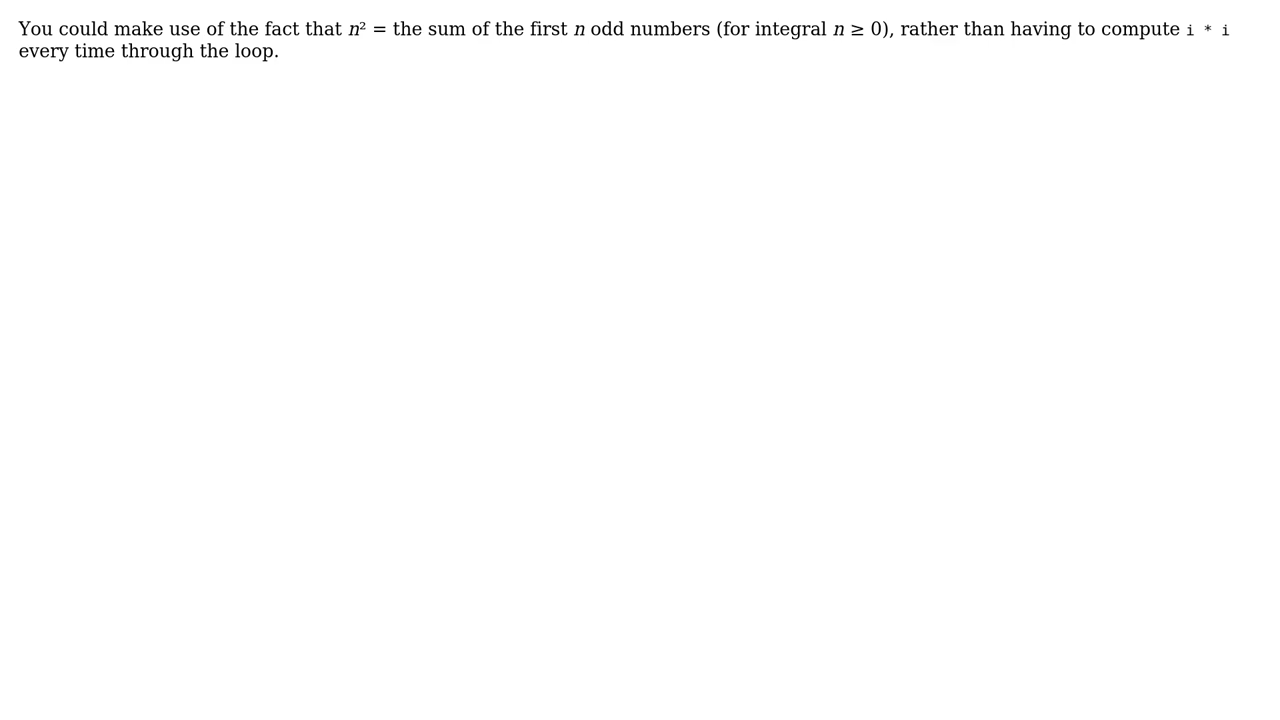 You could make use of the fact that n² = the sum of the first n odd numbers (for integral n ≥ 0), rather than having to compute i * i
every time through the loop.